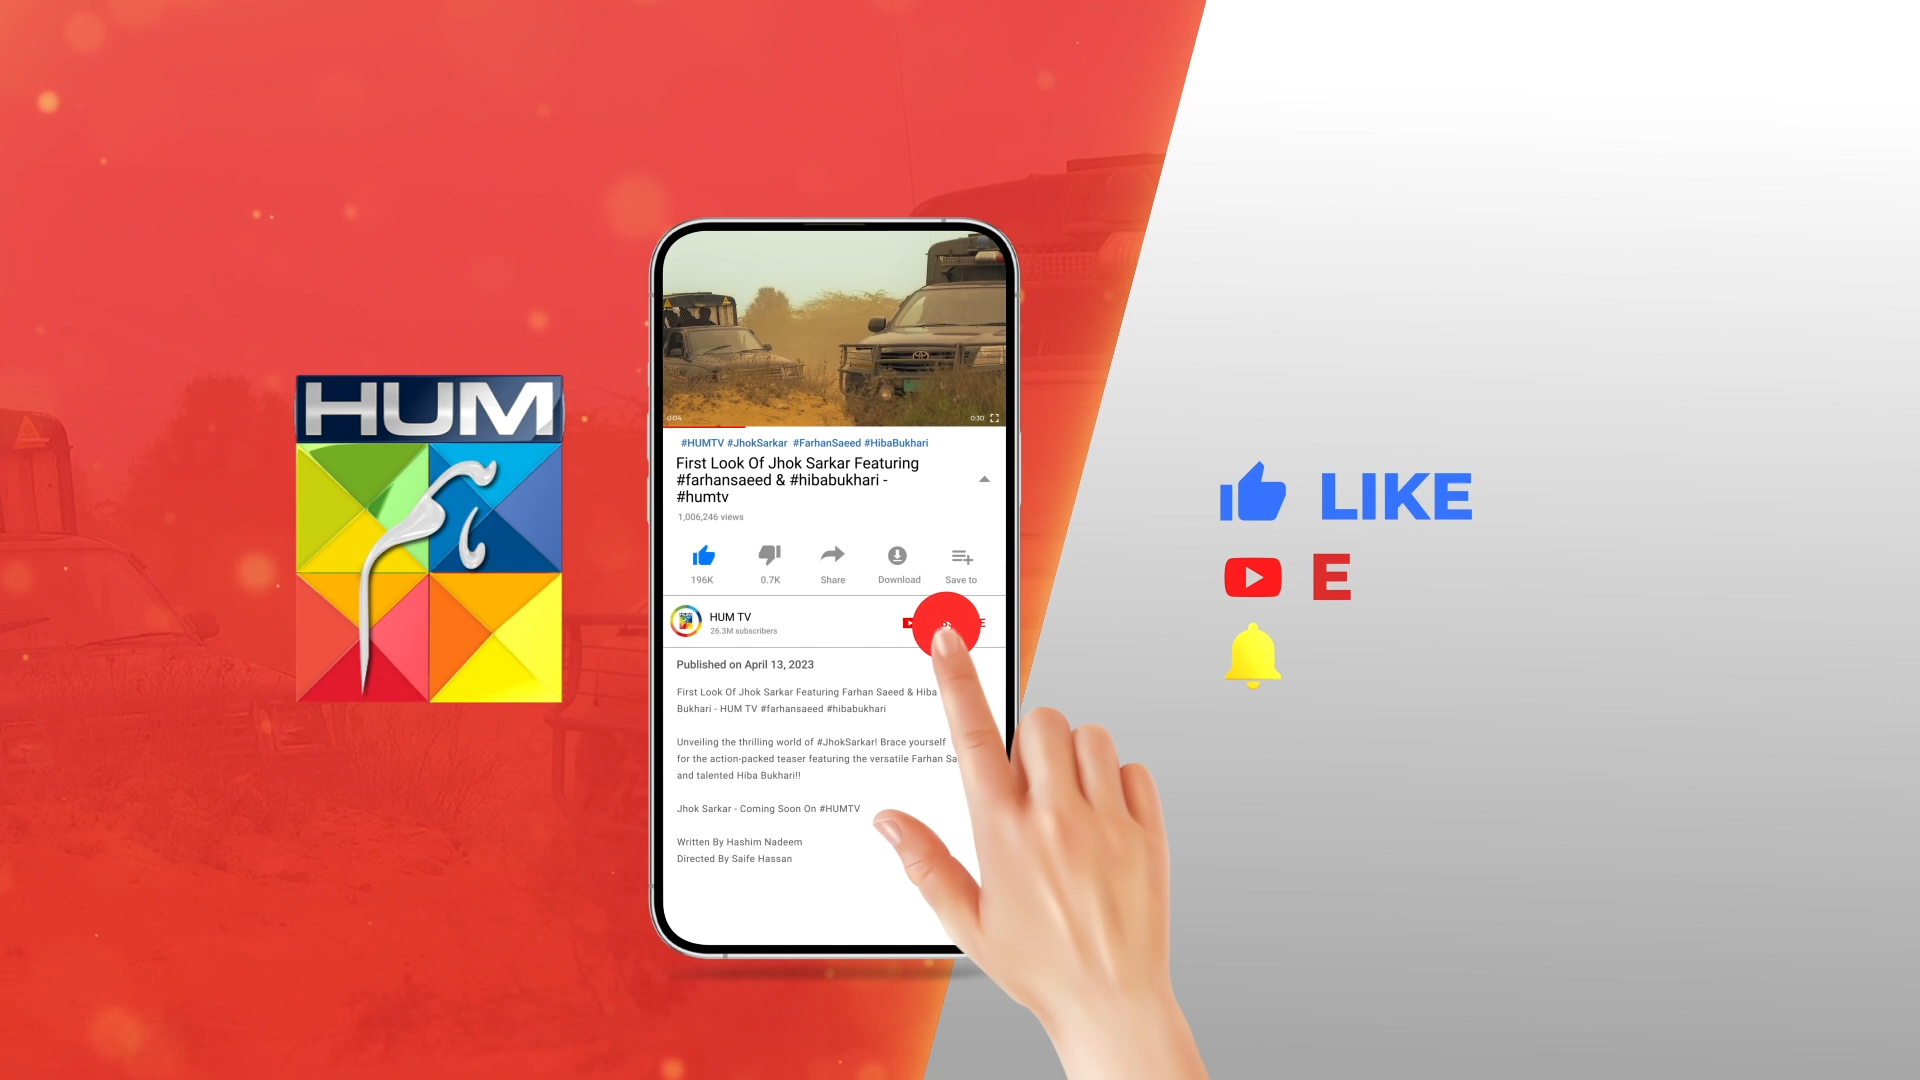 HUM
ہم
0:04
0:30
#HUMTV #JhokSarkar #FarhanSaeed #HibaBukhari
First Look Of Jhok Sarkar Featuring
#farhansaeed & #hibabukhari -
#humtv
1,006,246 views
196K
0.7K
Share
Download
Save to
HUM TV
26.3M subscribers
E
Published on April 13, 2023
First Look Of Jhok Sarkar Featuring Farhan Saeed & Hiba
Bukhari - HUM TV #farhansaeed #hibabukhari
Unveiling the thrilling world of #JhokSarkar! Brace yourself
for the action-packed teaser featuring the versatile Farhan Sa
and talented Hiba Bukhari!!
Jhok Sarkar - Coming Soon On #HUMTV
Written By Hashim Nadeem
Directed By Saife Hassan
LIKE
E